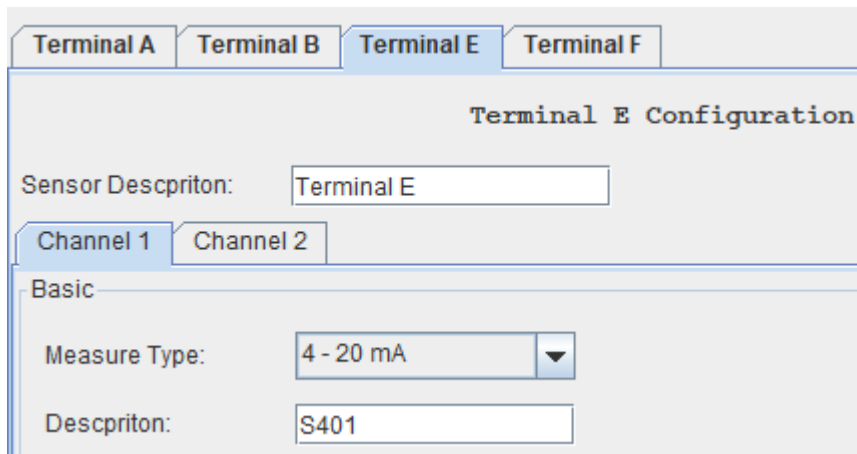 Terminal A Terminal B Terminal E Terminal F
Terminal E Configuration
Sensor Descpriton: Terminal E
Channel 1 Channel 2
Basic
Measure Type: 4 - 20 mA
Descpriton: S401